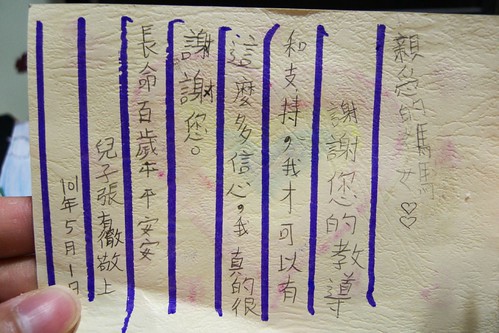 親愛的媽媽♡♡
謝謝您的教導
和支持,我才可以有
這麼多信心。我真的很
謝謝您。
長命百歲平平安安
兒子張有徹敬上
101年5月1日